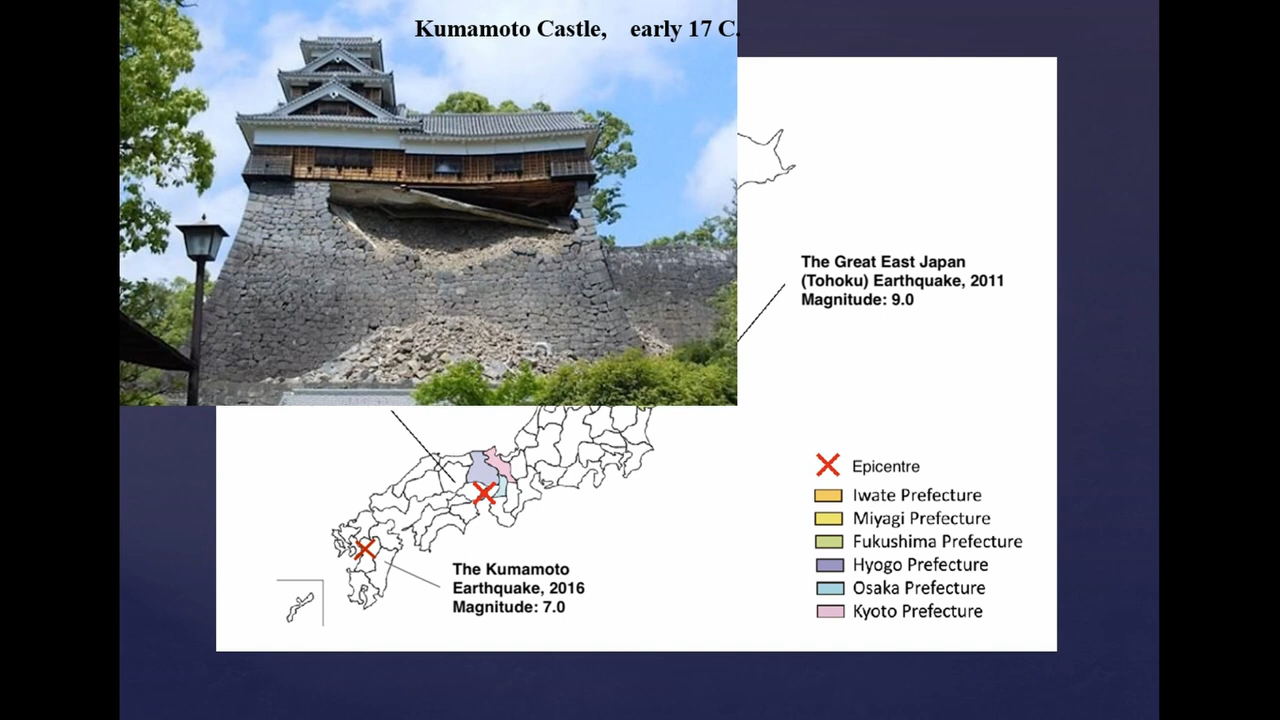 Kumamoto Castle, early 17 C.
The Great East Japan
(Tohoku) Earthquake, 2011
Magnitude: 9.0
The Kumamoto
Earthquake, 2016
Magnitude: 7.0
Epicentre
Iwate Prefecture
Miyagi Prefecture
Fukushima Prefecture
Hyogo Prefecture
Osaka Prefecture
Kyoto Prefecture